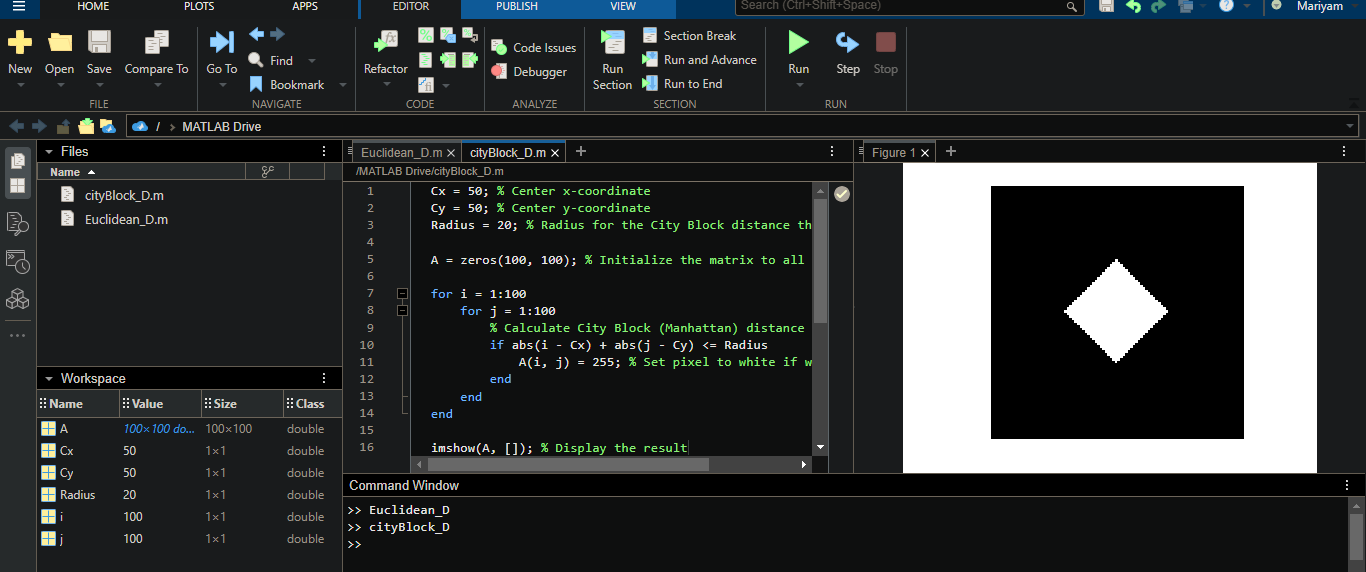 HOME PLOTS APPS EDITOR PUBLISH VIEW Search (Ctrl+Shift+Space) Mariyam
New Open Save Compare To Go To Find Bookmark Refactor Code Issues Debugger Run Section Section Break Run and Advance Run to End Run Step Stop
FILE NAVIGATE CODE ANALYZE SECTION RUN
/ > MATLAB Drive
Files
Name
cityBlock_D.m
Euclidean_D.m
Workspace
Name Value Size Class
A 100×100 do... 100×100 double
Cx 50 1×1 double
Cy 50 1×1 double
Radius 20 1×1 double
i 100 1×1 double
j 100 1×1 double
Euclidean_D.m × cityBlock_D.m × +
/MATLAB Drive/cityBlock_D.m
1 Cx = 50; % Center x-coordinate
2 Cy = 50; % Center y-coordinate
3 Radius = 20; % Radius for the City Block distance th
4
5 A = zeros(100, 100); % Initialize the matrix to all
6
7 for i = 1:100
8 for j = 1:100
9 % Calculate City Block (Manhattan) distance
10 if abs(i - Cx) + abs(j - Cy) <= Radius
11 A(i, j) = 255; % Set pixel to white if w
12 end
13 end
14 end
15
16 imshow(A, []); % Display the result
Figure 1 × +
Command Window
>> Euclidean_D
>> cityBlock_D
>>